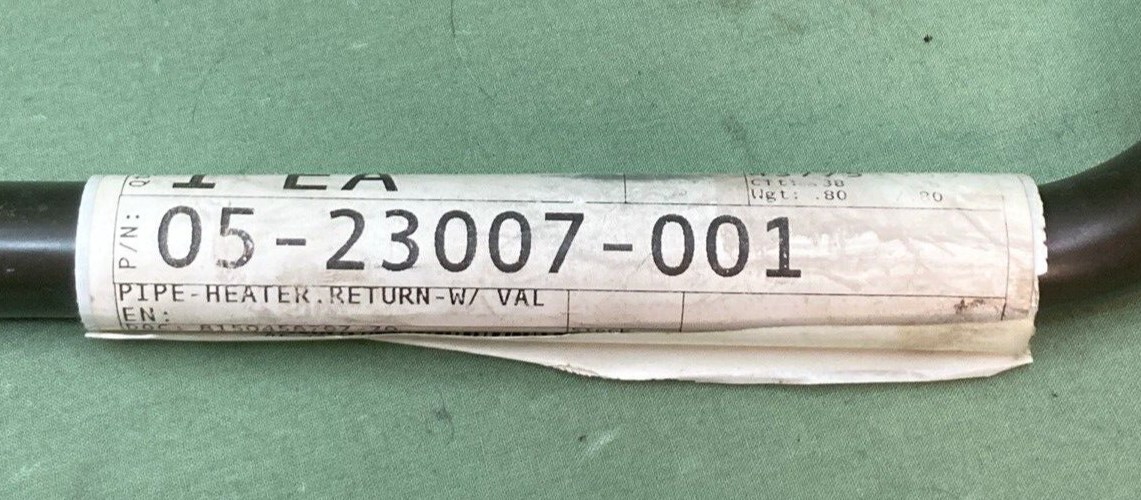 1 EA
Wgt: .80
P/N: 05-23007-001
PIPE-HEATER.RETURN-W/ VAL
EN: